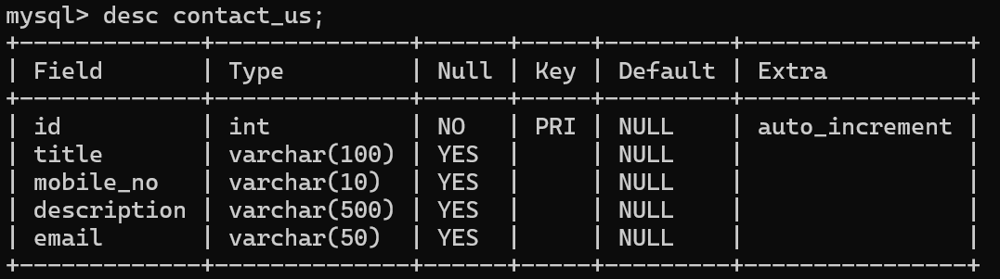 mysql> desc contact_us;
+-------------+--------------+------+-----+---------+----------------+
| Field       | Type         | Null | Key | Default | Extra          |
+-------------+--------------+------+-----+---------+----------------+
| id          | int          | NO   | PRI | NULL    | auto_increment |
| title       | varchar(100) | YES  |     | NULL    |                |
| mobile_no   | varchar(10)  | YES  |     | NULL    |                |
| description | varchar(500) | YES  |     | NULL    |                |
| email       | varchar(50)  | YES  |     | NULL    |                |
+-------------+--------------+------+-----+---------+----------------+